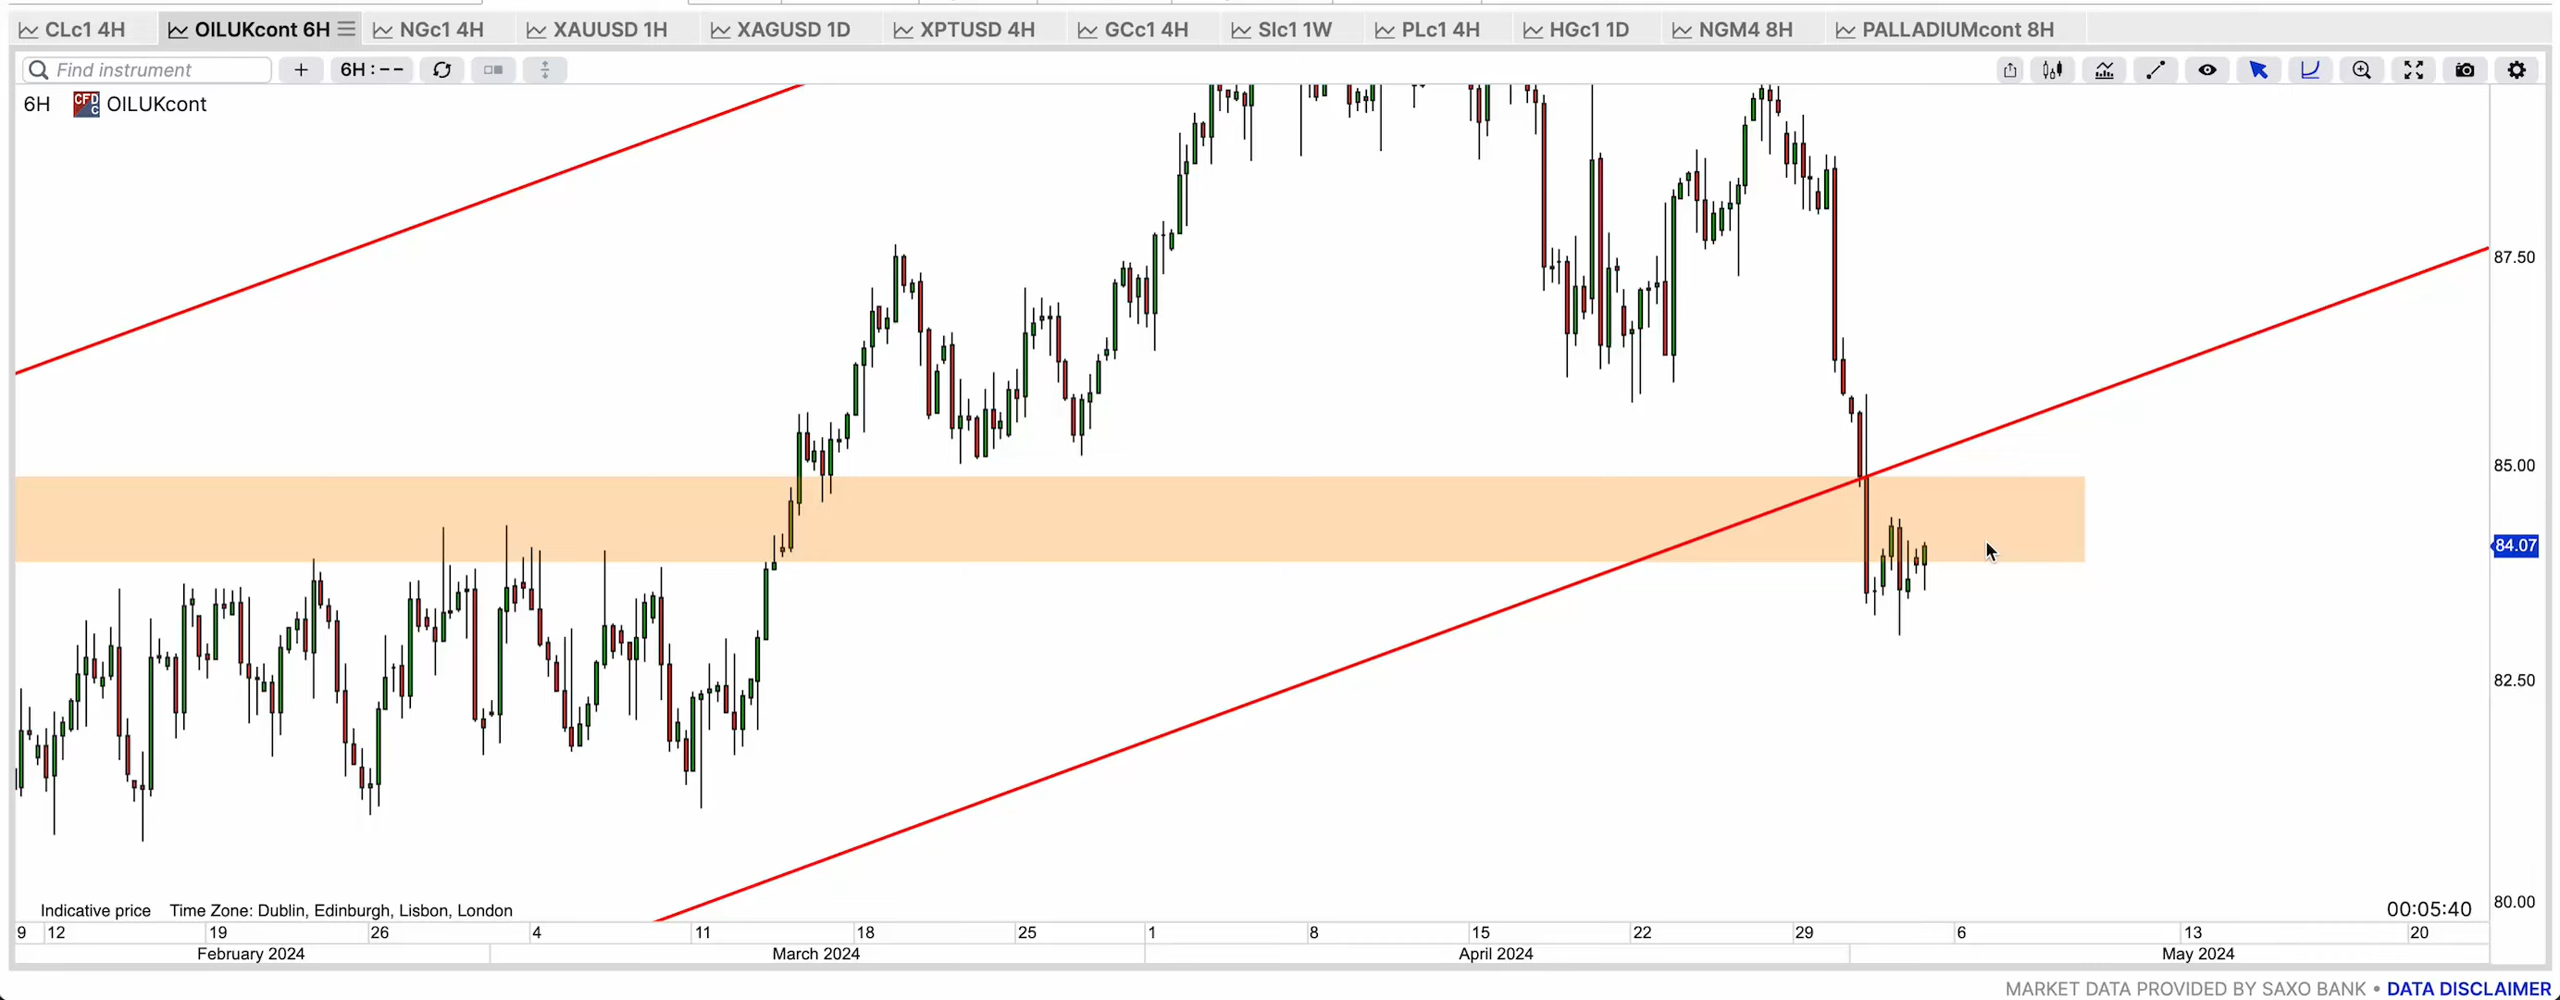 CLc1 4H OILUKcont 6H NGc1 4H XAUUSD 1H XAGUSD 1D XPTUSD 4H GCc1 4H SIc1 1W PLc1 4H HGc1 1D NGM4 8H PALLADIUMcont 8H
Find instrument + 6H : --
6H CFD C OILUKcont
87.50
85.00
84.07
82.50
80.00
Indicative price Time Zone: Dublin, Edinburgh, Lisbon, London 00:05:40
9 12 19 26 4 11 18 25 1 8 15 22 29 6 13 20
February 2024 March 2024 April 2024 May 2024
MARKET DATA PROVIDED BY SAXO BANK • DATA DISCLAIMER